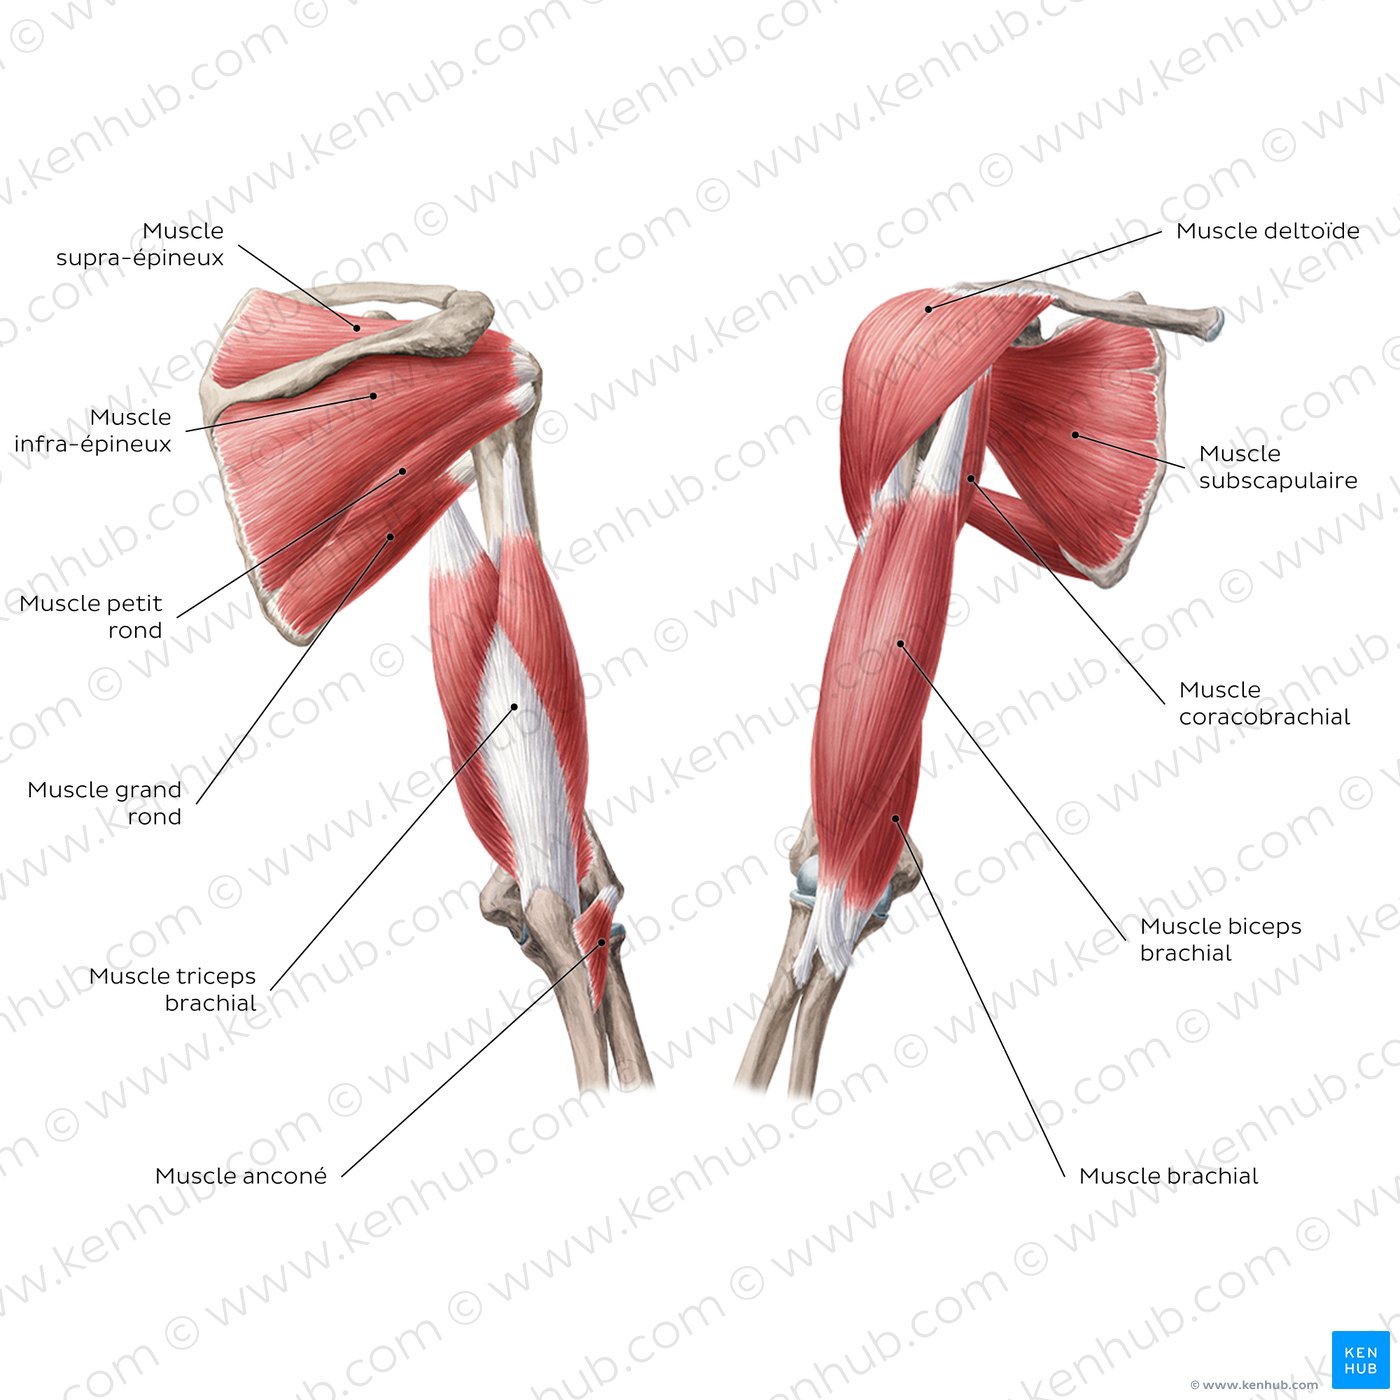 Muscle
supra-épineux
Muscle
infra-épineux
Muscle petit
rond
Muscle grand
rond
Muscle triceps
brachial
Muscle anconé
Muscle deltoïde
Muscle
subscapulaire
Muscle
coracobrachial
Muscle biceps
brachial
Muscle brachial
KEN
HUB
© www.kenhub.com